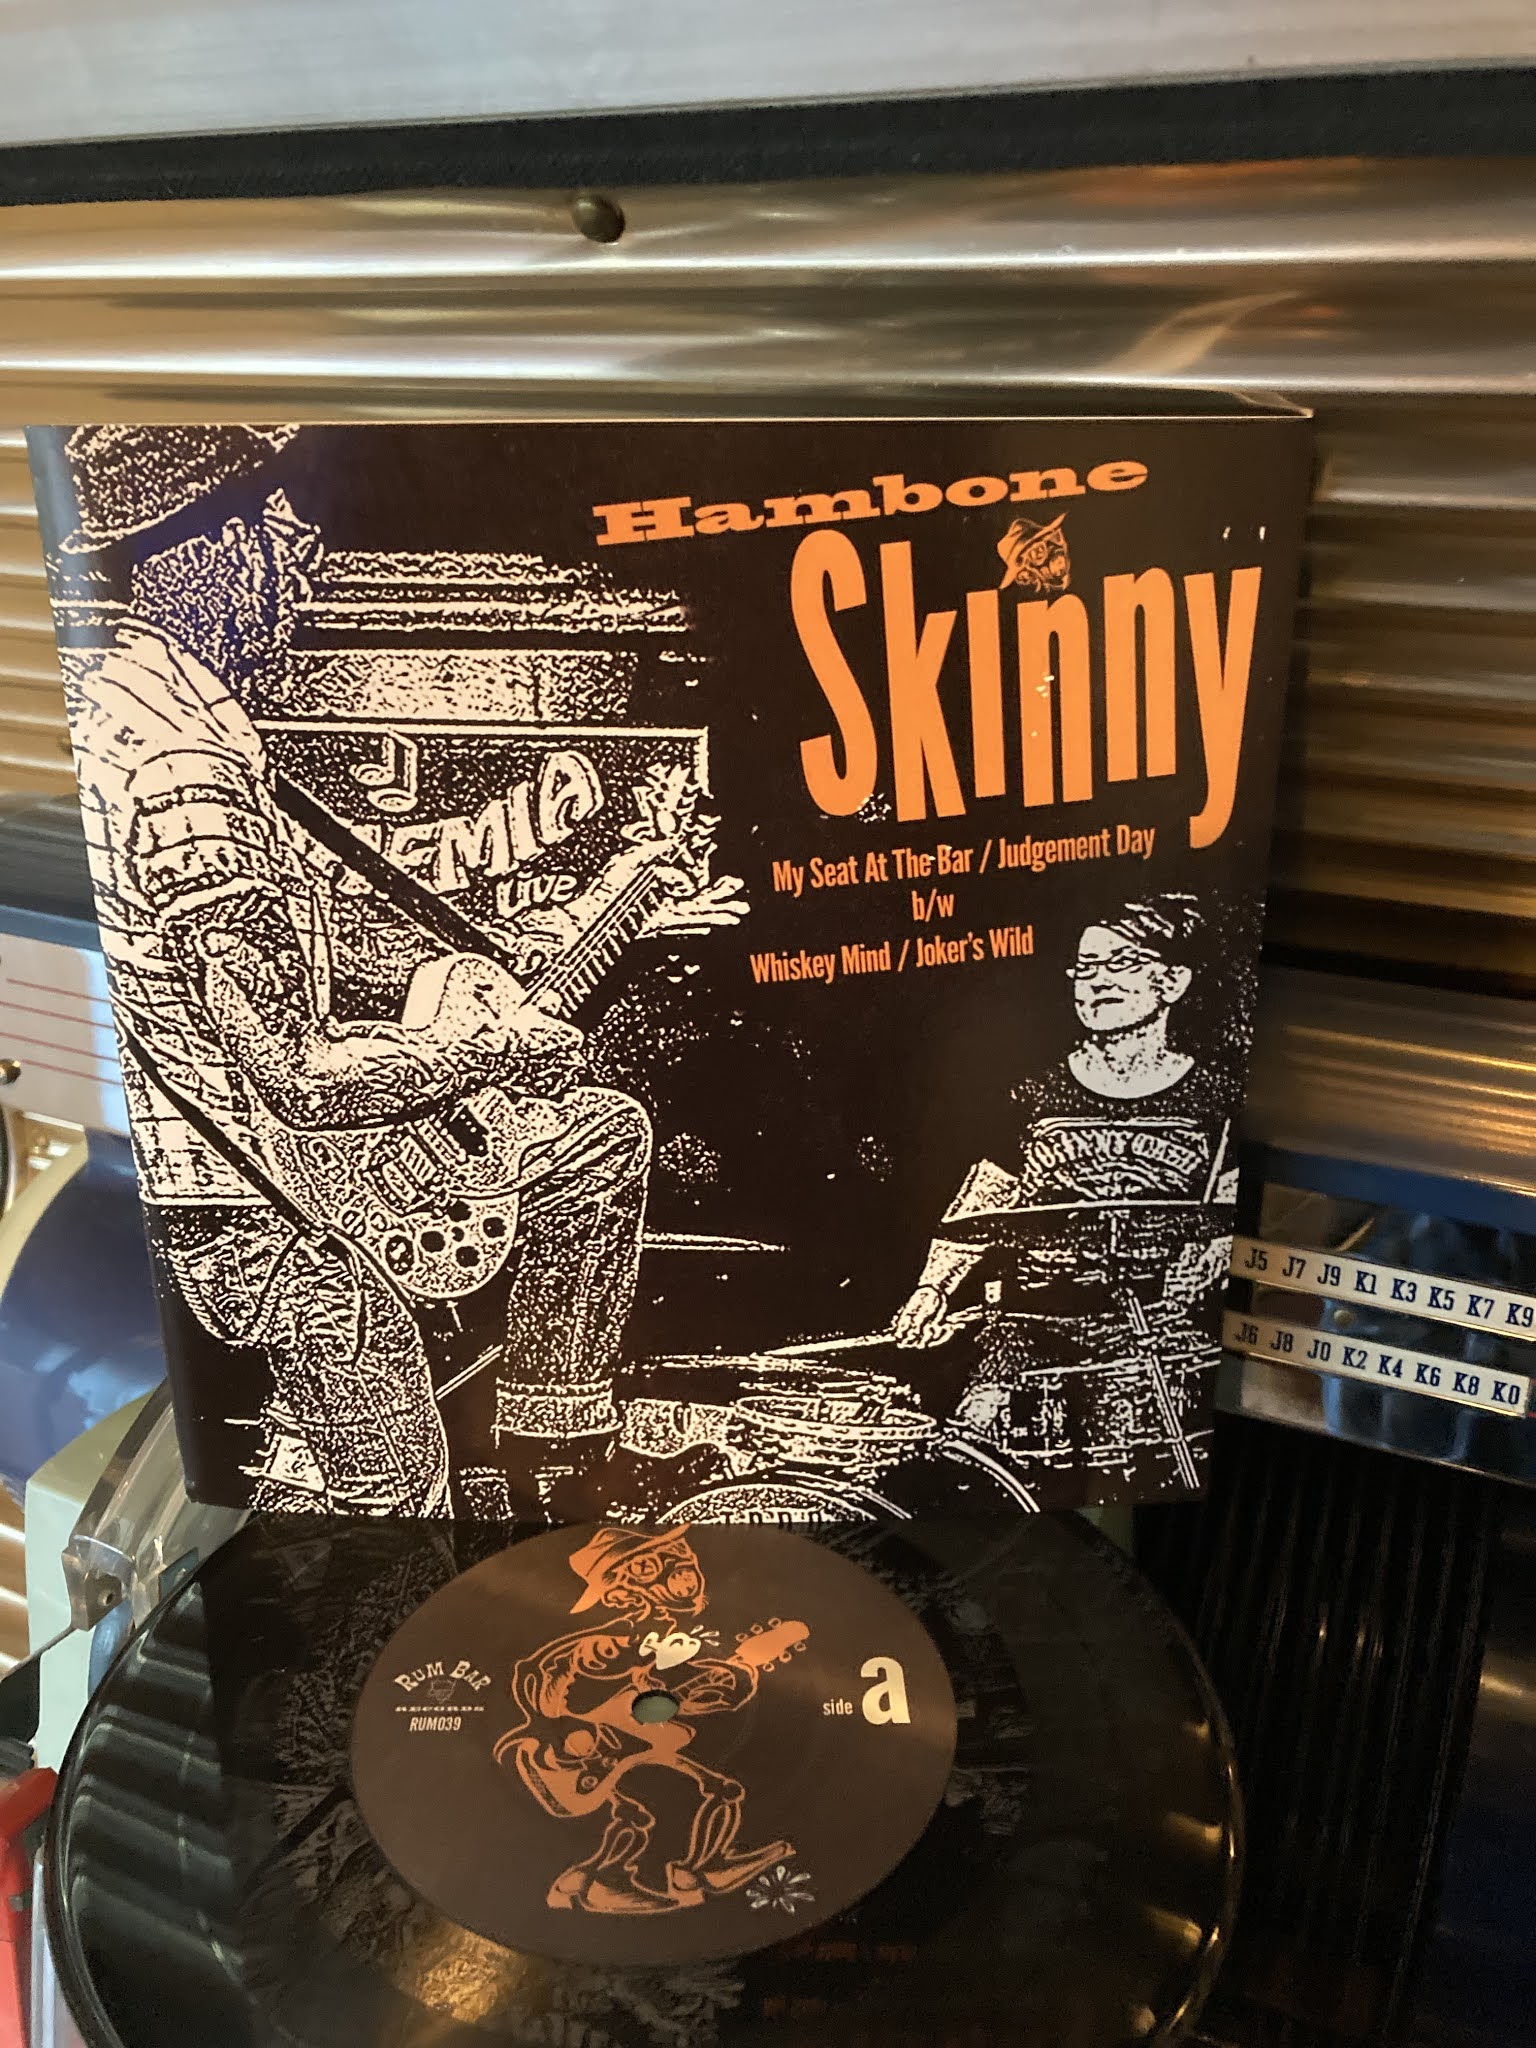 Hambone
Skinny
My Seat At The Bar / Judgement Day
b/w
Whiskey Mind / Joker's Wild
Live
J5 J7 J9 K1 K3 K5 K7 K9
J6 J8 J0 K2 K4 K6 K8 K0
RUM BAR
RECORDS
RUM039
side a